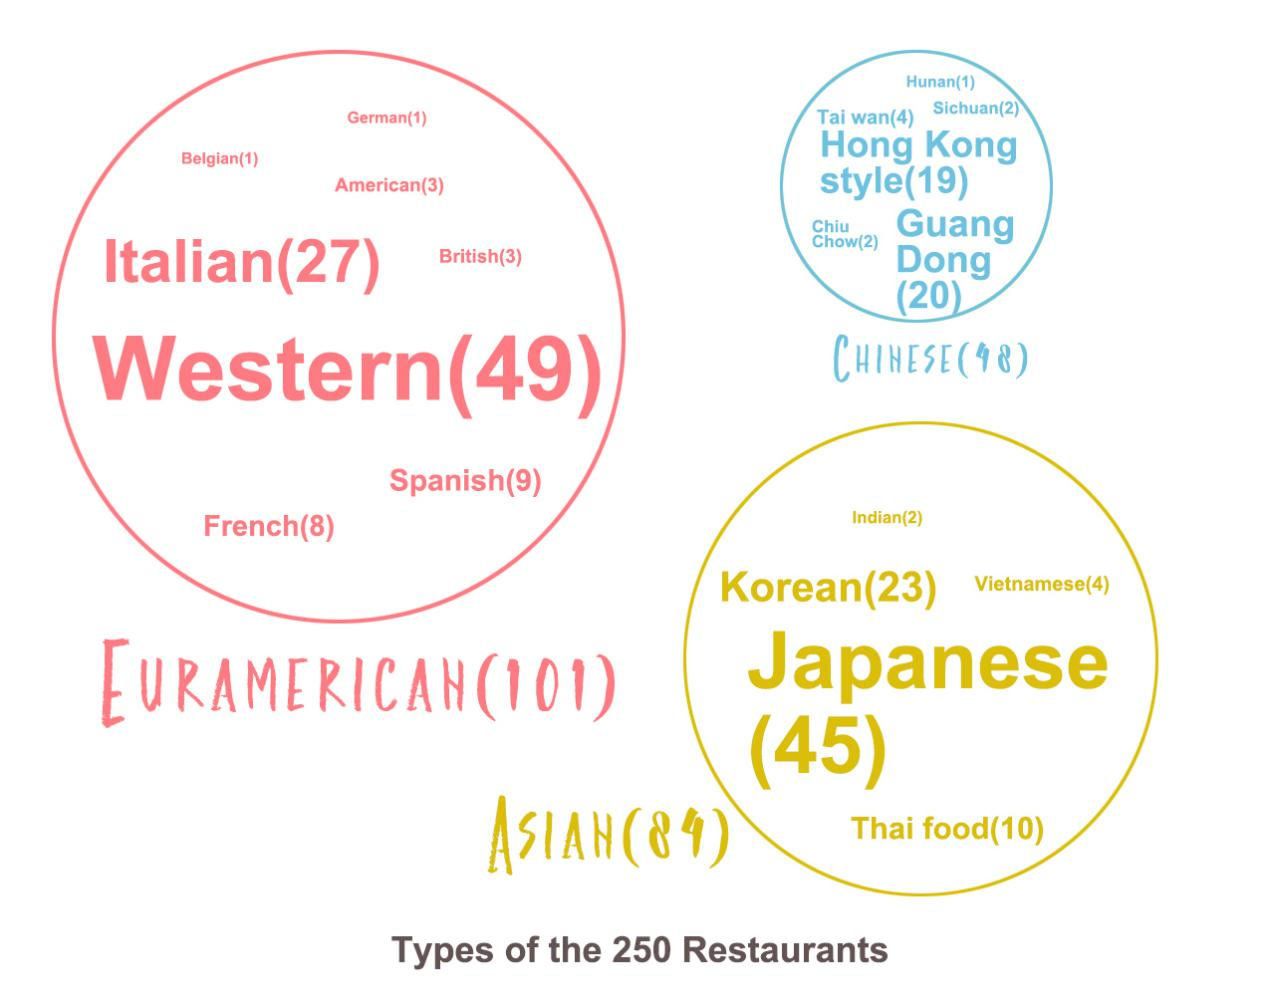 German(1)
Belgian(1)
American(3)
Italian(27)
British(3)
Western(49)
Spanish(9)
French(8)
EURAMERICAN(101)
Hunan(1)
Sichuan(2)
Tai wan(4)
Hong Kong
style(19)
Guang
Dong
(20)
Chiu
Chow(2)
CHINESE(48)
Indian(2)
Korean(23)
Vietnamese(4)
Japanese
(45)
Thai food(10)
ASIAN(84)
Types of the 250 Restaurants